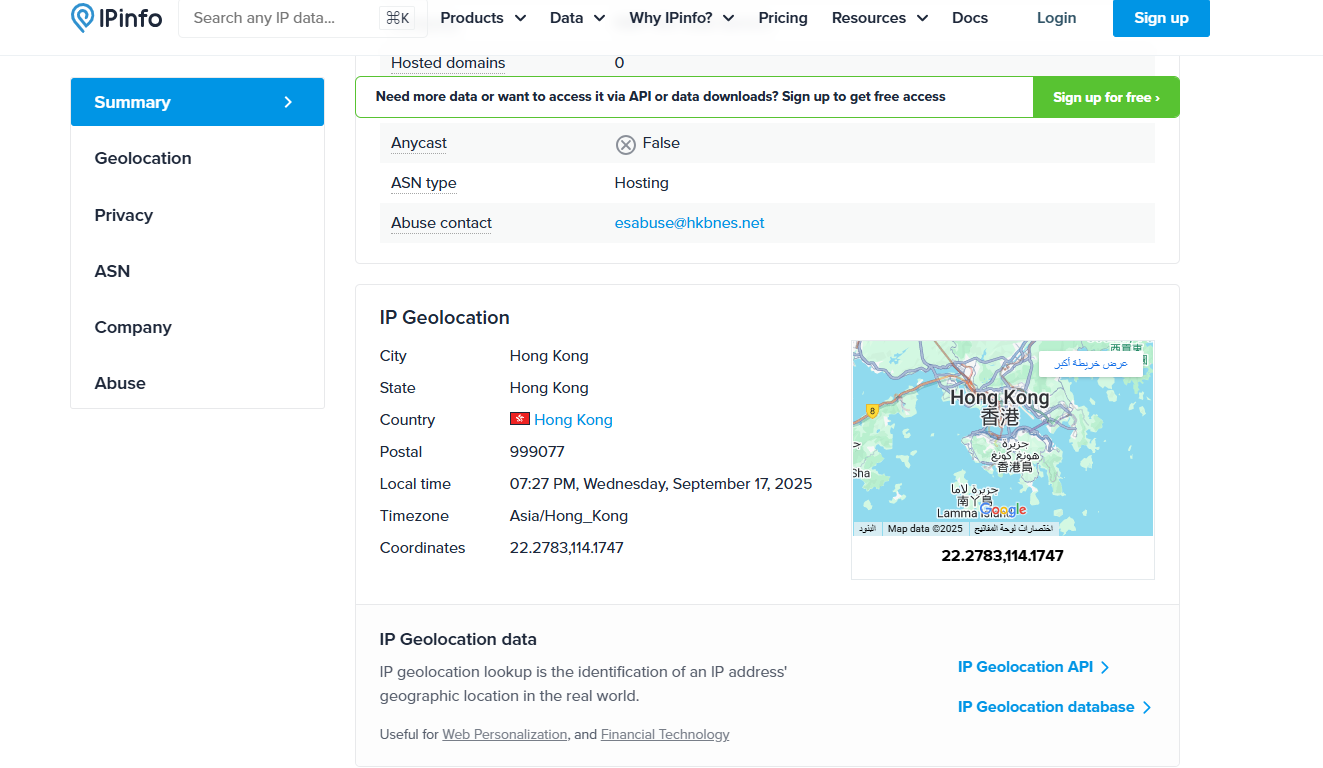 IPinfo
Search any IP data...
⌘K
Products
Data
Why IPinfo?
Pricing
Resources
Docs
Login
Sign up
Summary
Geolocation
Privacy
ASN
Company
Abuse
Hosted domains 0
Need more data or want to access it via API or data downloads? Sign up to get free access
Sign up for free ›
Anycast False
ASN type Hosting
Abuse contact esabuse@hkbnes.net
IP Geolocation
City Hong Kong
State Hong Kong
Country Hong Kong
Postal 999077
Local time 07:27 PM, Wednesday, September 17, 2025
Timezone Asia/Hong_Kong
Coordinates 22.2783,114.1747
عرض خريطة أكبر
8
Hong Kong
香港
جزيرة
هونغ كونغ
香港島
جزيرة لاما
南丫島
Lamma Island
Google
البنود
Map data ©2025
اختصارات لوحة المفاتيح
22.2783,114.1747
IP Geolocation data
IP geolocation lookup is the identification of an IP address'
geographic location in the real world.
Useful for Web Personalization, and Financial Technology
IP Geolocation API
IP Geolocation database